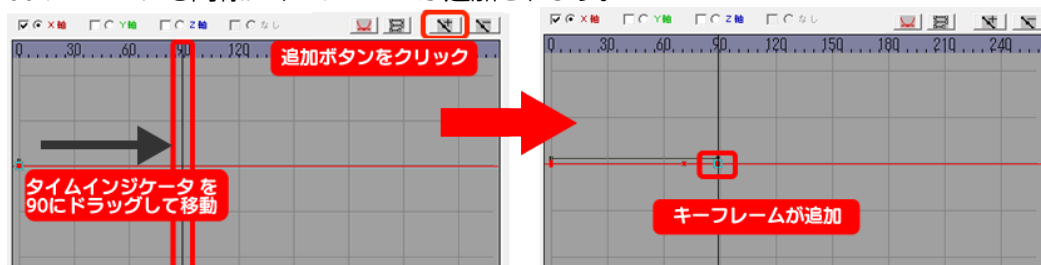 X軸 Y軸 Z軸 なし
0 30 60 90 120
追加ボタンをクリック
タイムインジケータ を
90にドラッグして移動
X軸 Y軸 Z軸 なし
0 30 60 90 120 150 180 210 240
キーフレームが追加